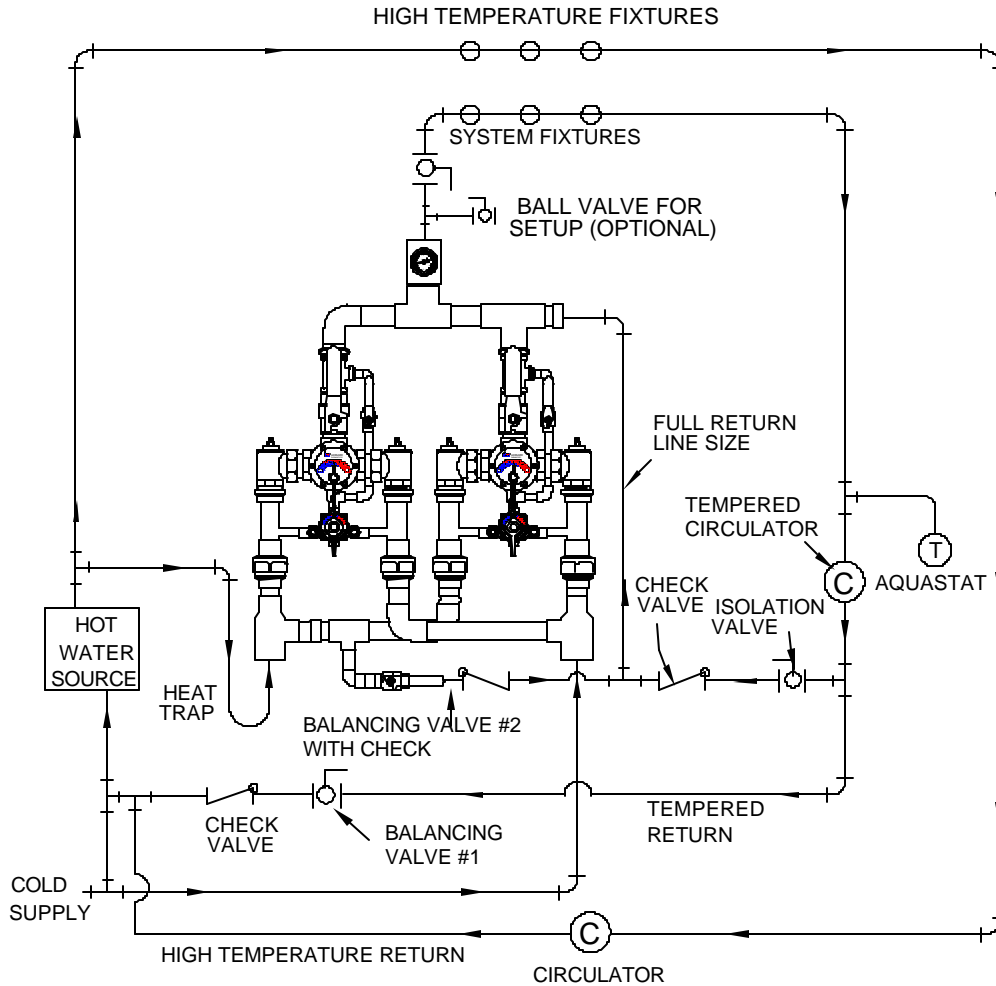 HIGH TEMPERATURE FIXTURES
SYSTEM FIXTURES
BALL VALVE FOR
SETUP (OPTIONAL)
FULL RETURN
LINE SIZE
TEMPERED
CIRCULATOR
T
C
AQUASTAT
CHECK
VALVE
ISOLATION
VALVE
HOT
WATER
SOURCE
HEAT
TRAP
BALANCING VALVE #2
WITH CHECK
CHECK
VALVE
BALANCING
VALVE #1
TEMPERED
RETURN
COLD
SUPPLY
HIGH TEMPERATURE RETURN
C
CIRCULATOR